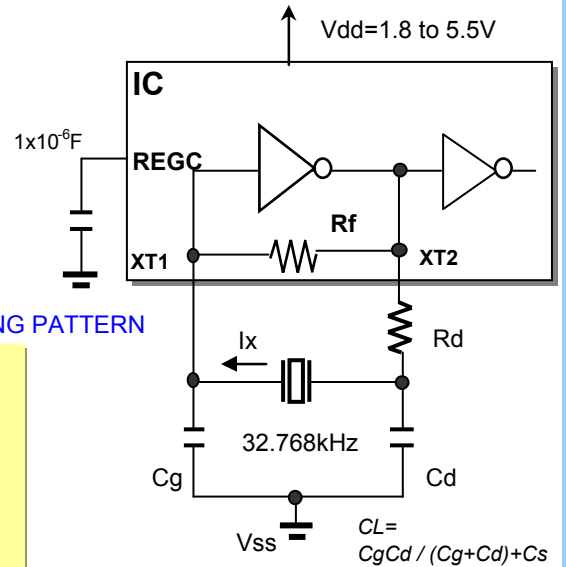 Vdd=1.8 to 5.5V
IC
1x10⁻⁶F
REGC
Rf
XT1
XT2
NG PATTERN
Ix
Rd
32.768kHz
Cg
Cd
Vss
CL=
CgCd / (Cg+Cd)+Cs